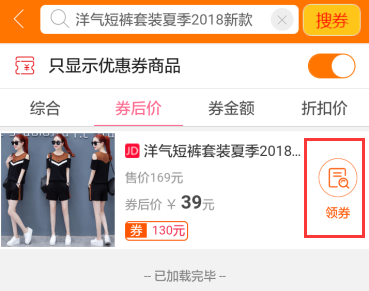 洋气短裤套装夏季2018新款
搜券
只显示优惠券商品
综合 券后价 券金额 折扣价
JD 洋气短裤套装夏季2018...
售价169元
券后价 ¥ 39元
券 130元
领券
-- 已加载完毕 --